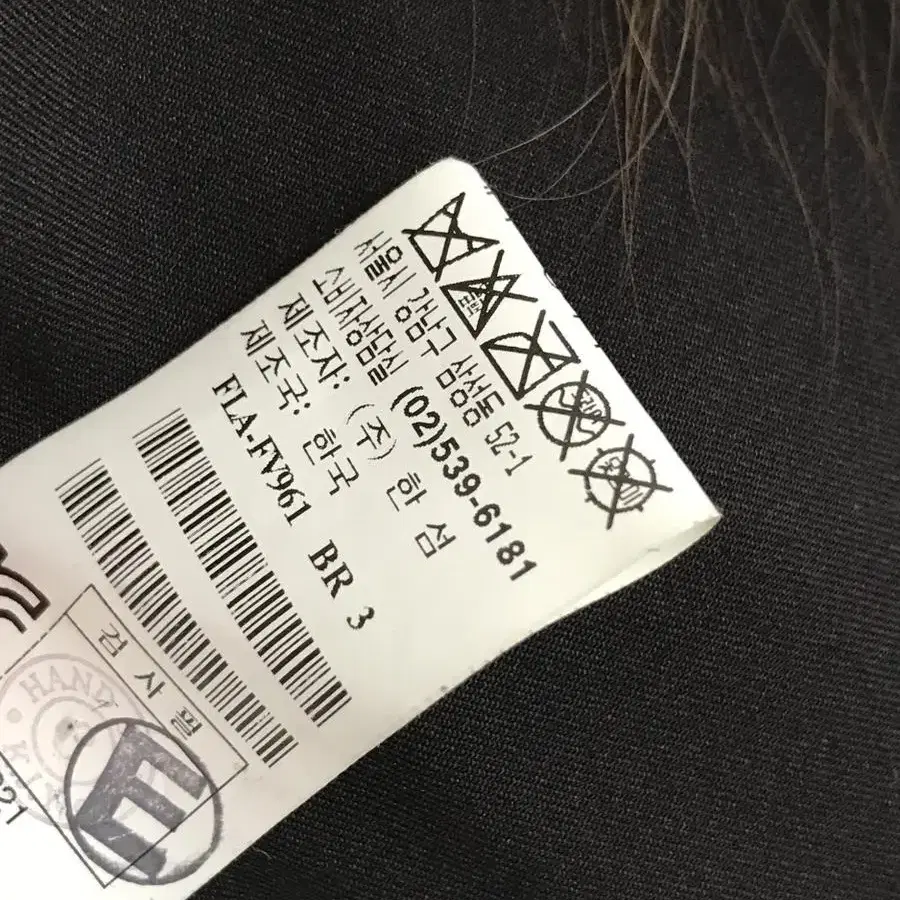 서울시 강남구 삼성동 52-1
소비자상담실 (02)539-6181
제조자: (주) 한 섬
제조국: 한국
FLA-FV961 BR 3
검 사 필
HAND
21